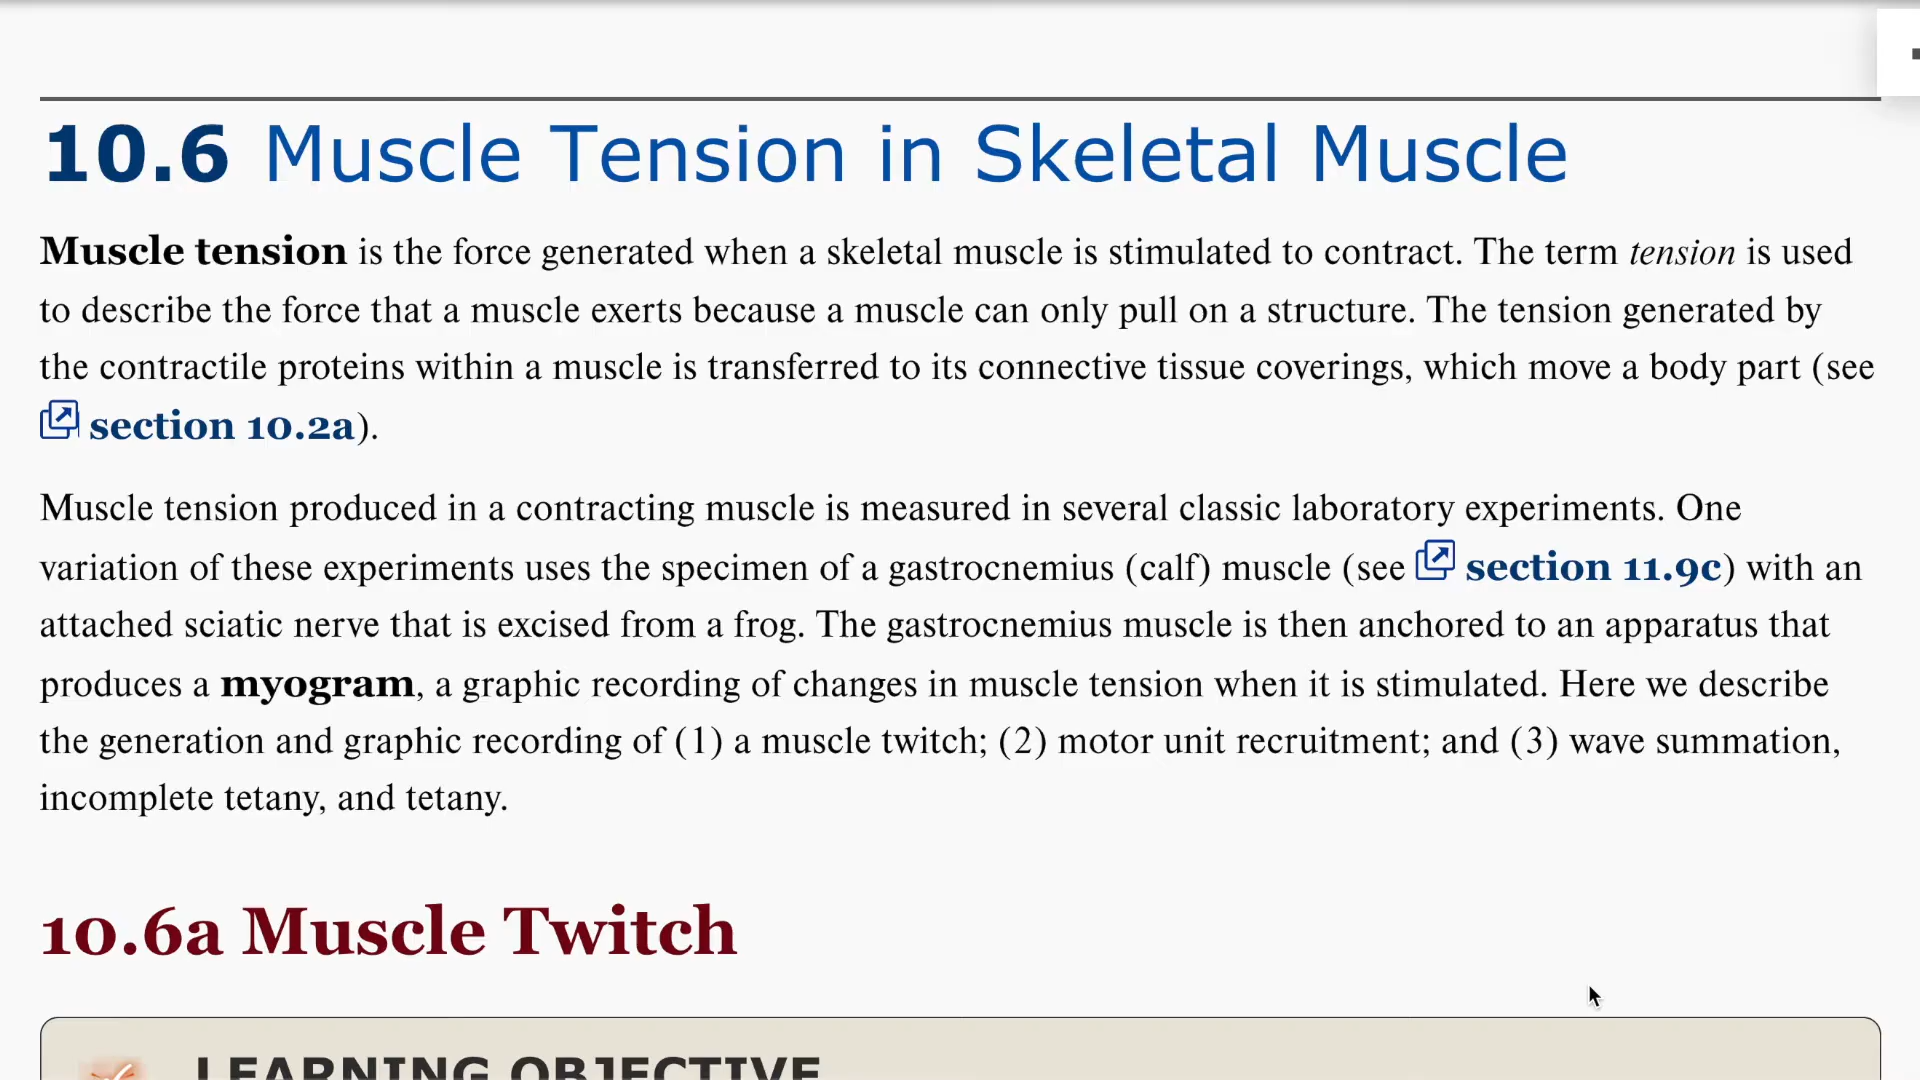 10.6 Muscle Tension in Skeletal Muscle
Muscle tension is the force generated when a skeletal muscle is stimulated to contract. The term tension is used
to describe the force that a muscle exerts because a muscle can only pull on a structure. The tension generated by
the contractile proteins within a muscle is transferred to its connective tissue coverings, which move a body part (see
section 10.2a).
Muscle tension produced in a contracting muscle is measured in several classic laboratory experiments. One
variation of these experiments uses the specimen of a gastrocnemius (calf) muscle (see section 11.9c) with an
attached sciatic nerve that is excised from a frog. The gastrocnemius muscle is then anchored to an apparatus that
produces a myogram, a graphic recording of changes in muscle tension when it is stimulated. Here we describe
the generation and graphic recording of (1) a muscle twitch; (2) motor unit recruitment; and (3) wave summation,
incomplete tetany, and tetany.
10.6a Muscle Twitch
LEARNING OBJECTIVE